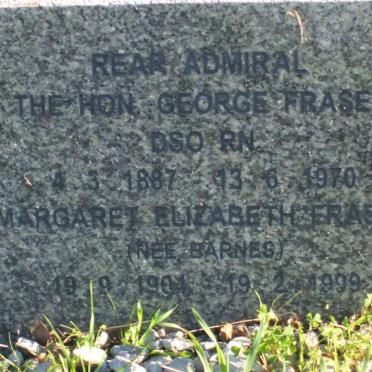 REAR ADMIRAL
THE HON. GEORGE FRASE
DSO RN
4 3 1887 13 6 1970
MARGARET ELIZABETH FRAS
(NEE BARNES)
19 9 1904 19 2 1999